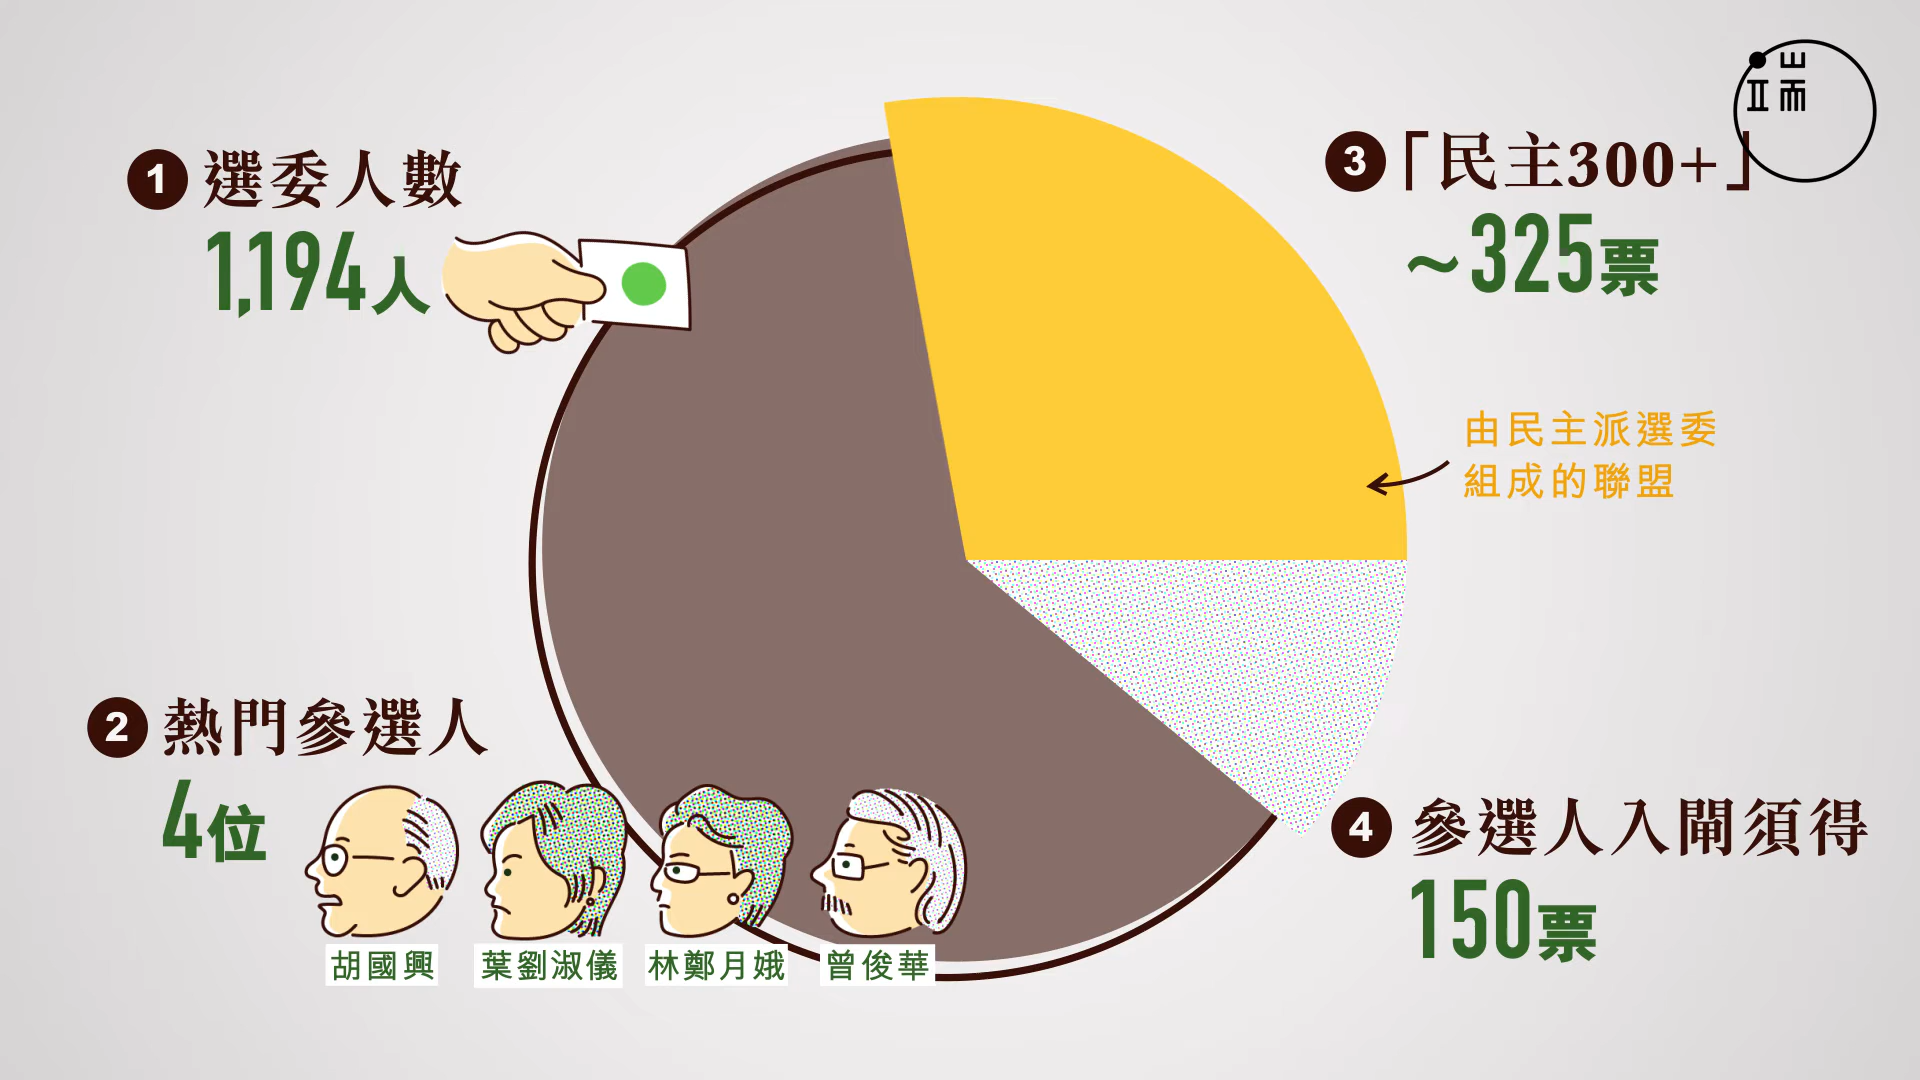 1 選委人數
1,194人
2 熱門參選人
4位
胡國興
葉劉淑儀
林鄭月娥
曾俊華
端
3 「民主300+」
~325票
由民主派選委
組成的聯盟
4 參選人入閘須得
150票